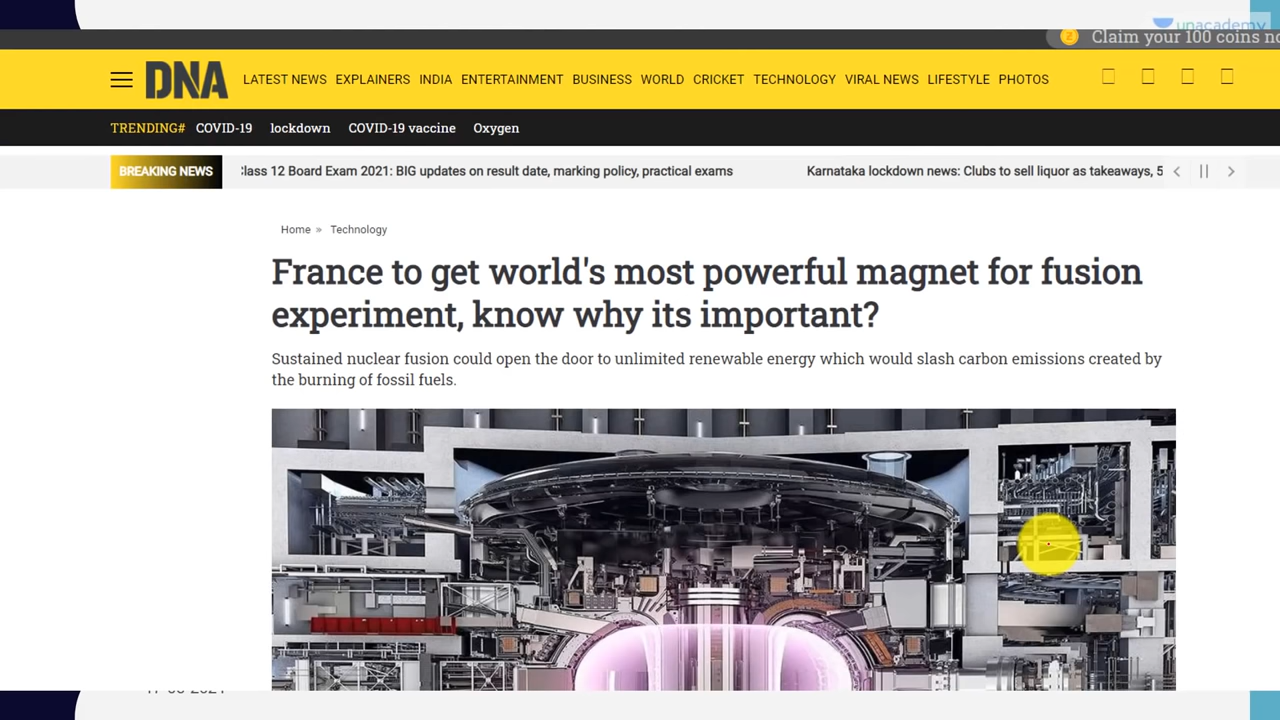 unacademy
Claim your 100 coins
DNA
LATEST NEWS EXPLAINERS INDIA ENTERTAINMENT BUSINESS WORLD CRICKET TECHNOLOGY VIRAL NEWS LIFESTYLE PHOTOS
TRENDING# COVID-19 lockdown COVID-19 vaccine Oxygen
BREAKING NEWS Class 12 Board Exam 2021: BIG updates on result date, marking policy, practical exams Karnataka lockdown news: Clubs to sell liquor as takeaways, 5
Home » Technology
France to get world's most powerful magnet for fusion
experiment, know why its important?
Sustained nuclear fusion could open the door to unlimited renewable energy which would slash carbon emissions created by
the burning of fossil fuels.